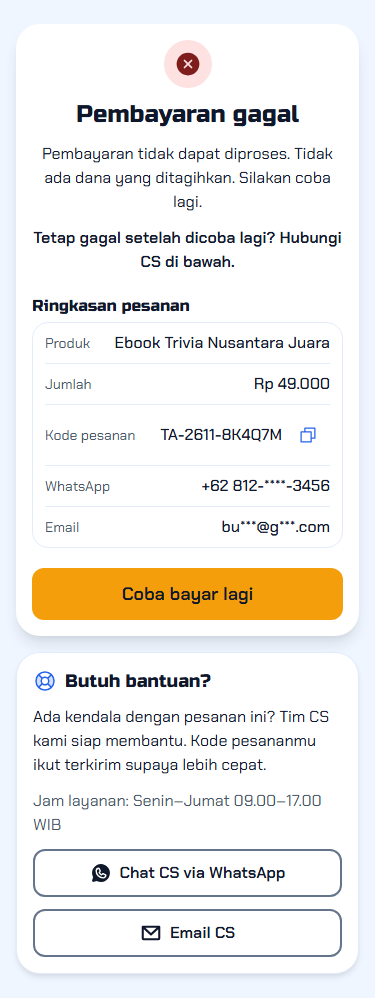 Pembayaran gagal
Pembayaran tidak dapat diproses. Tidak
ada dana yang ditagihkan. Silakan coba
lagi.
Tetap gagal setelah dicoba lagi? Hubungi
CS di bawah.
Ringkasan pesanan
Produk Ebook Trivia Nusantara Juara
Jumlah Rp 49.000
Kode pesanan TA-2611-8K4Q7M
WhatsApp +62 812-****-3456
Email bu***@g***.com
Coba bayar lagi
Butuh bantuan?
Ada kendala dengan pesanan ini? Tim CS
kami siap membantu. Kode pesananmu
ikut terkirim supaya lebih cepat.
Jam layanan: Senin–Jumat 09.00–17.00
WIB
Chat CS via WhatsApp
Email CS